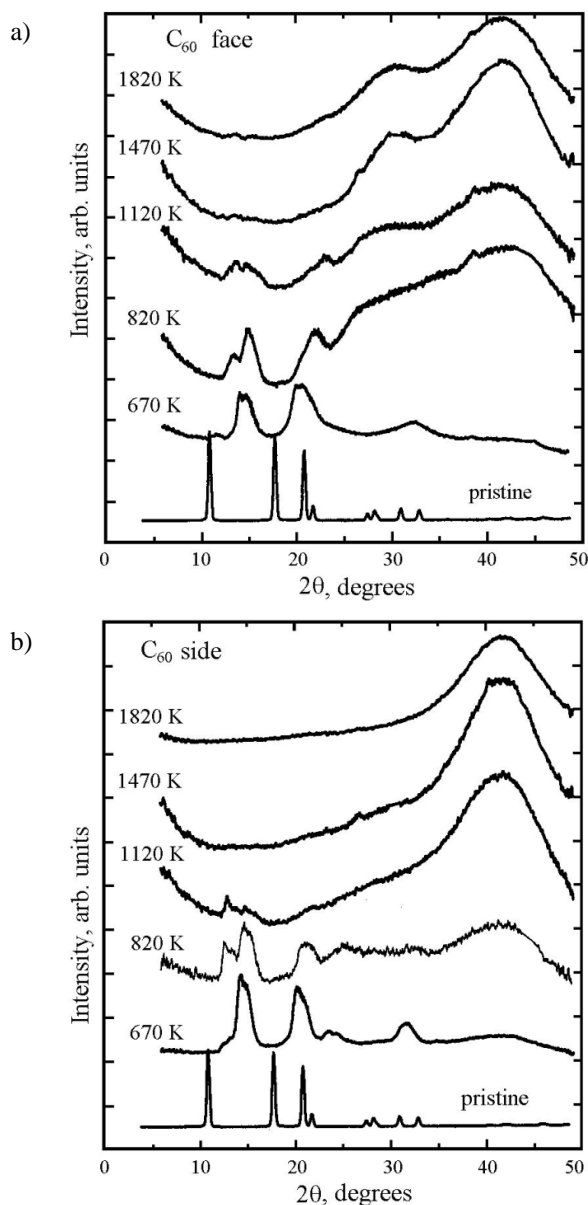 a)
C60 face
1820 K
1470 K
1120 K
820 K
670 K
pristine
Intensity, arb. units
0 10 20 30 40 50
2θ, degrees
b)
C60 side
1820 K
1470 K
1120 K
820 K
670 K
pristine
Intensity, arb. units
0 10 20 30 40 50
2θ, degrees